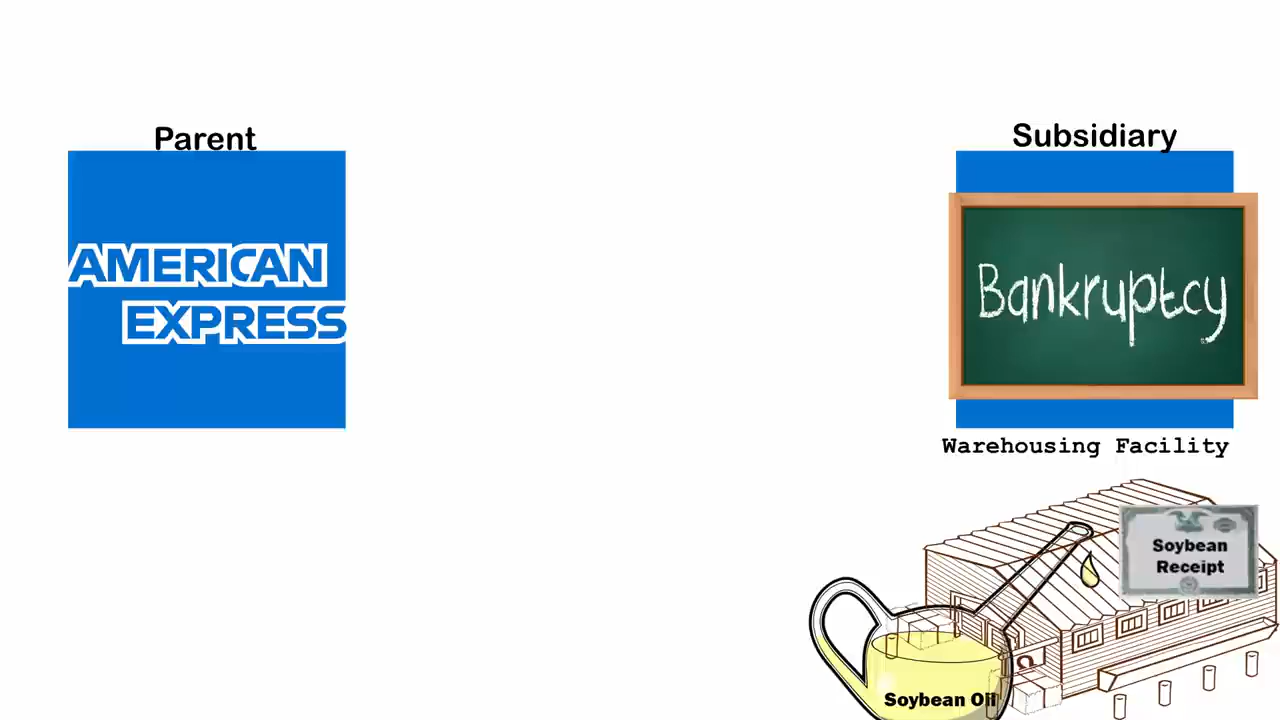 Parent
AMERICAN
EXPRESS
Subsidiary
Bankruptcy
Warehousing Facility
Soybean
Receipt
Soybean Oil